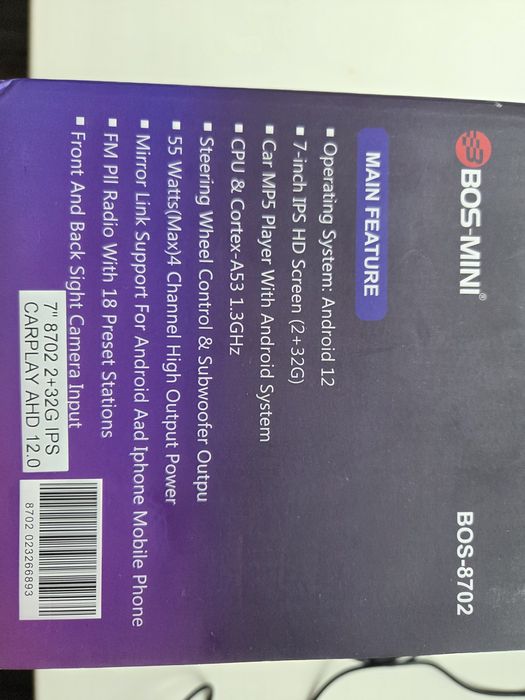 BOS-MINI®
BOS-8702
MAIN FEATURE
▪ Operating System: Android 12
▪ 7-inch IPS HD Screen (2+32G)
▪ Car MP5 Player With Android System
▪ CPU & Cortex-A53 1.3GHz
▪ Steering Wheel Control & Subwoofer Outpu
▪ 55 Watts(Max)4 Channel High Output Power
▪ Mirror Link Support For Android Aad Iphone Mobile Phone
▪ FM Pll Radio With 18 Preset Stations
▪ Front And Back Sight Camera Input
7" 8702 2+32G IPS
CARPLAY AHD 12.0
8702 023266893